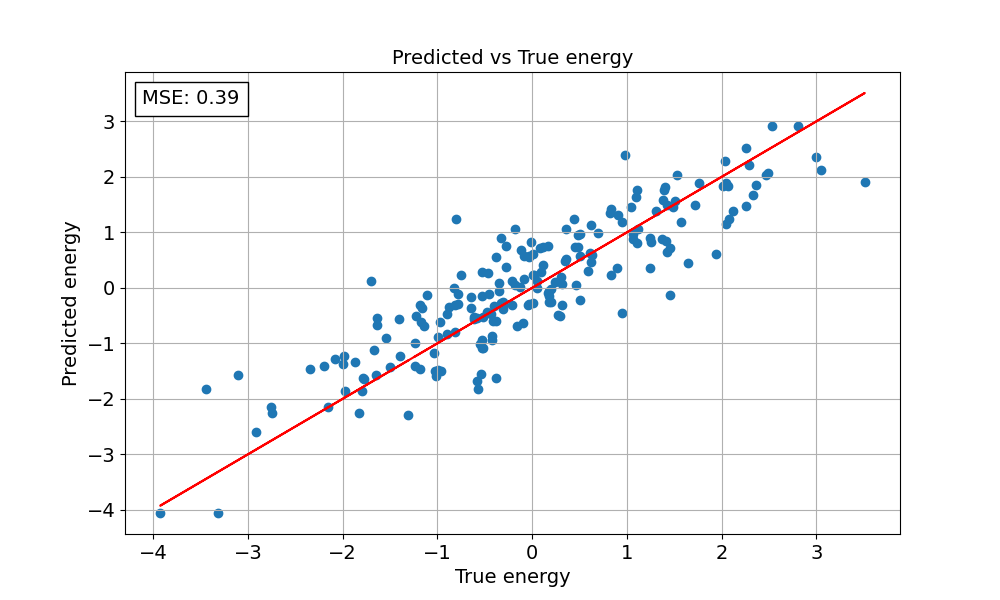 Predicted vs True energy
MSE: 0.39
3
2
1
0
−1
−2
−3
−4
Predicted energy
−4 −3 −2 −1 0 1 2 3
True energy